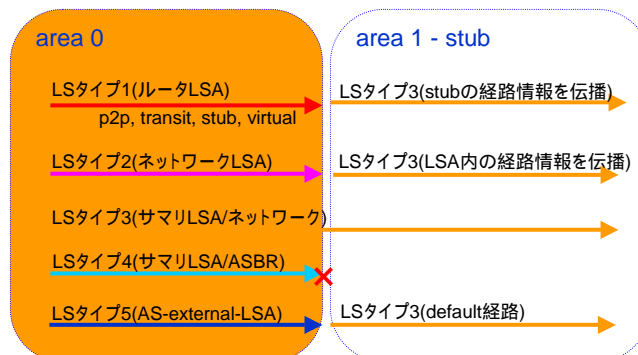 area 0
area 1 - stub
LSタイプ1(ルータLSA)
LSタイプ3(stubの経路情報を伝播)
p2p, transit, stub, virtual
LSタイプ2(ネットワークLSA)
LSタイプ3(LSA内の経路情報を伝播)
LSタイプ3(サマリLSA/ネットワーク)
LSタイプ4(サマリLSA/ASBR)
LSタイプ5(AS-external-LSA)
LSタイプ3(default経路)